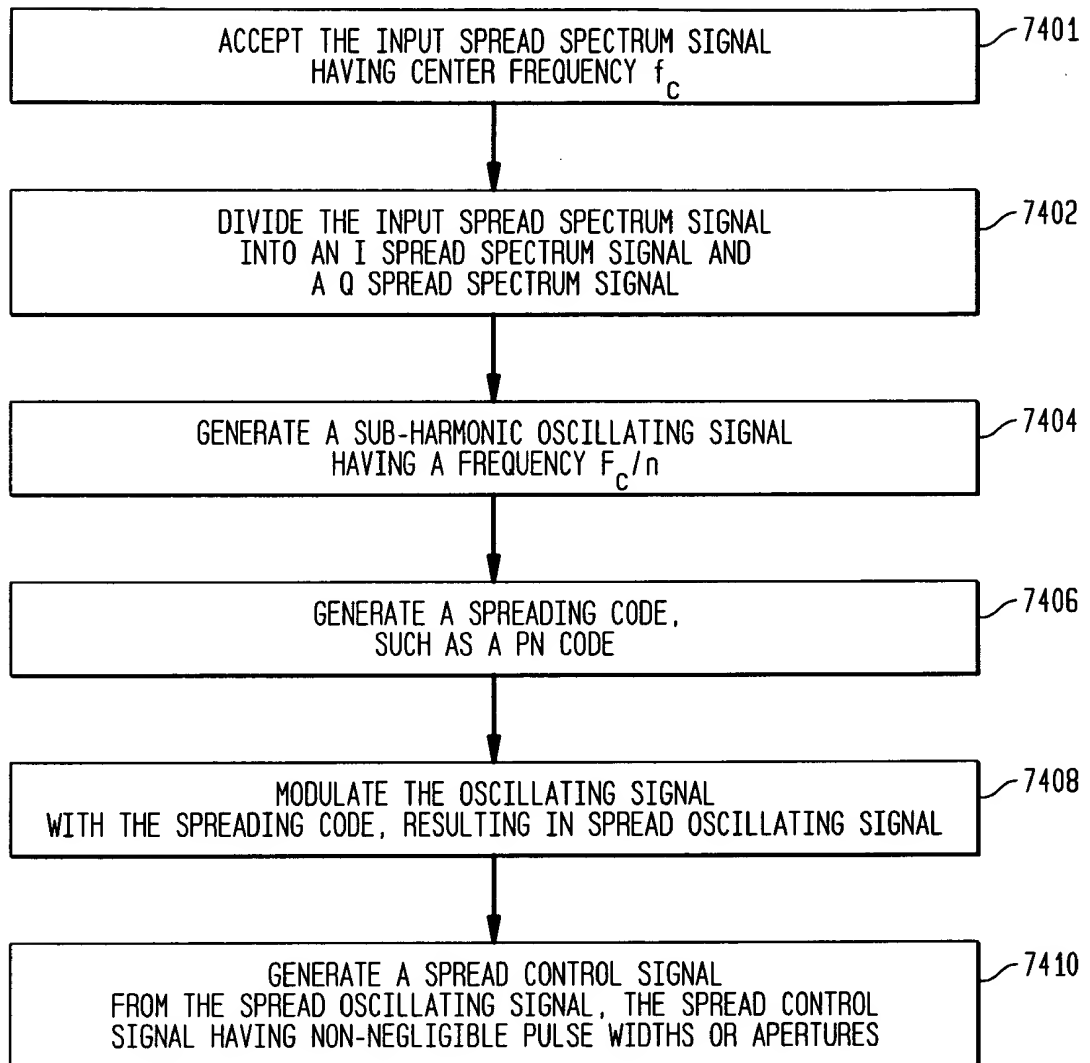 ACCEPT THE INPUT SPREAD SPECTRUM SIGNAL
HAVING CENTER FREQUENCY f_c
7401
DIVIDE THE INPUT SPREAD SPECTRUM SIGNAL
INTO AN I SPREAD SPECTRUM SIGNAL AND
A Q SPREAD SPECTRUM SIGNAL
7402
GENERATE A SUB-HARMONIC OSCILLATING SIGNAL
HAVING A FREQUENCY F_c/n
7404
GENERATE A SPREADING CODE,
SUCH AS A PN CODE
7406
MODULATE THE OSCILLATING SIGNAL
WITH THE SPREADING CODE, RESULTING IN SPREAD OSCILLATING SIGNAL
7408
GENERATE A SPREAD CONTROL SIGNAL
FROM THE SPREAD OSCILLATING SIGNAL, THE SPREAD CONTROL
SIGNAL HAVING NON-NEGLIGIBLE PULSE WIDTHS OR APERTURES
7410